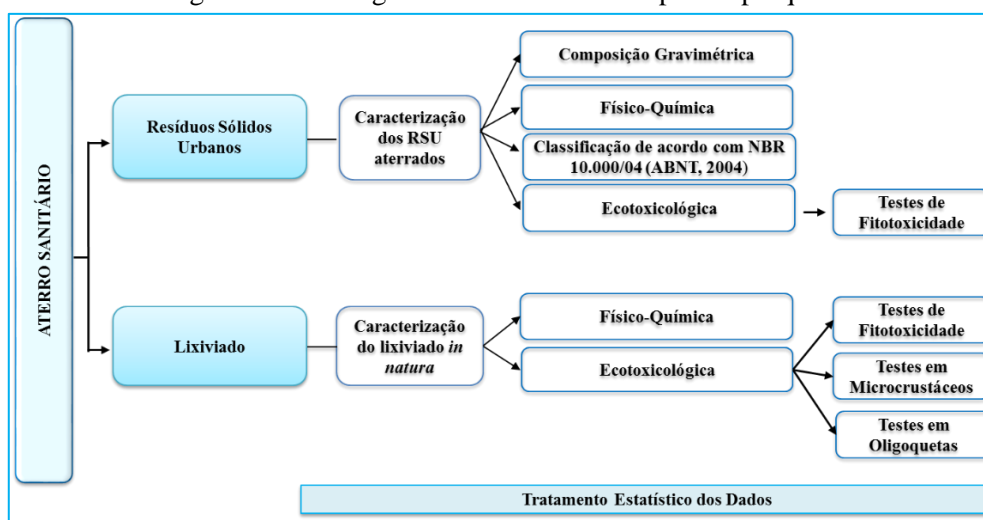 ATERRO SANITÁRIO
Resíduos Sólidos
Urbanos
Caracterização
dos RSU
aterrados
Composição Gravimétrica
Físico-Química
Classificação de acordo com NBR
10.000/04 (ABNT, 2004)
Ecotoxicológica
Testes de
Fitotoxicidade
Lixiviado
Caracterização
do lixiviado in
natura
Físico-Química
Ecotoxicológica
Testes de
Fitotoxicidade
Testes em
Microcrustáceos
Testes em
Oligoquetas
Tratamento Estatístico dos Dados